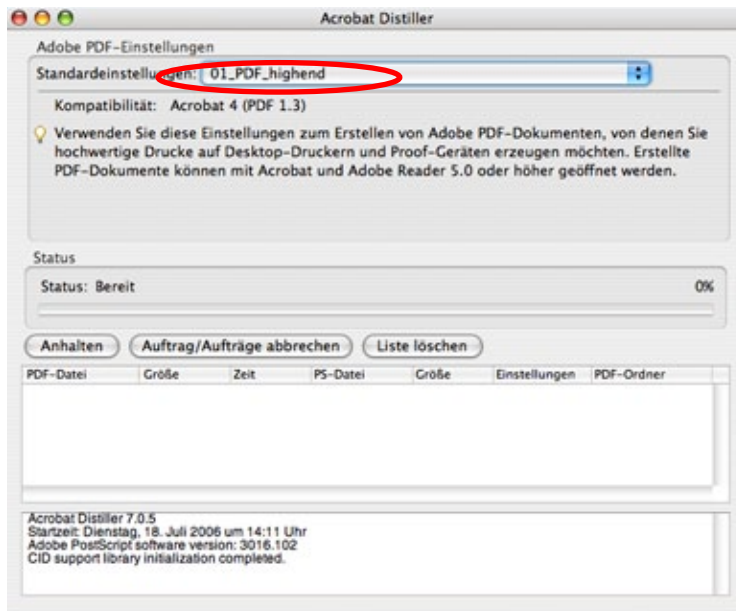 Acrobat Distiller
Adobe PDF-Einstellungen
Standardeinstellungen: 01_PDF_highend
Kompatibilität: Acrobat 4 (PDF 1.3)
Verwenden Sie diese Einstellungen zum Erstellen von Adobe PDF-Dokumenten, von denen Sie
hochwertige Drucke auf Desktop-Druckern und Proof-Geräten erzeugen möchten. Erstellte
PDF-Dokumente können mit Acrobat und Adobe Reader 5.0 oder höher geöffnet werden.
Status
Status: Bereit 0%
Anhalten Auftrag/Aufträge abbrechen Liste löschen
PDF-Datei Größe Zeit PS-Datei Größe Einstellungen PDF-Ordner
Acrobat Distiller 7.0.5
Startzeit: Dienstag, 18. Juli 2006 um 14:11 Uhr
Adobe PostScript software version: 3016.102
CID support library initialization completed.